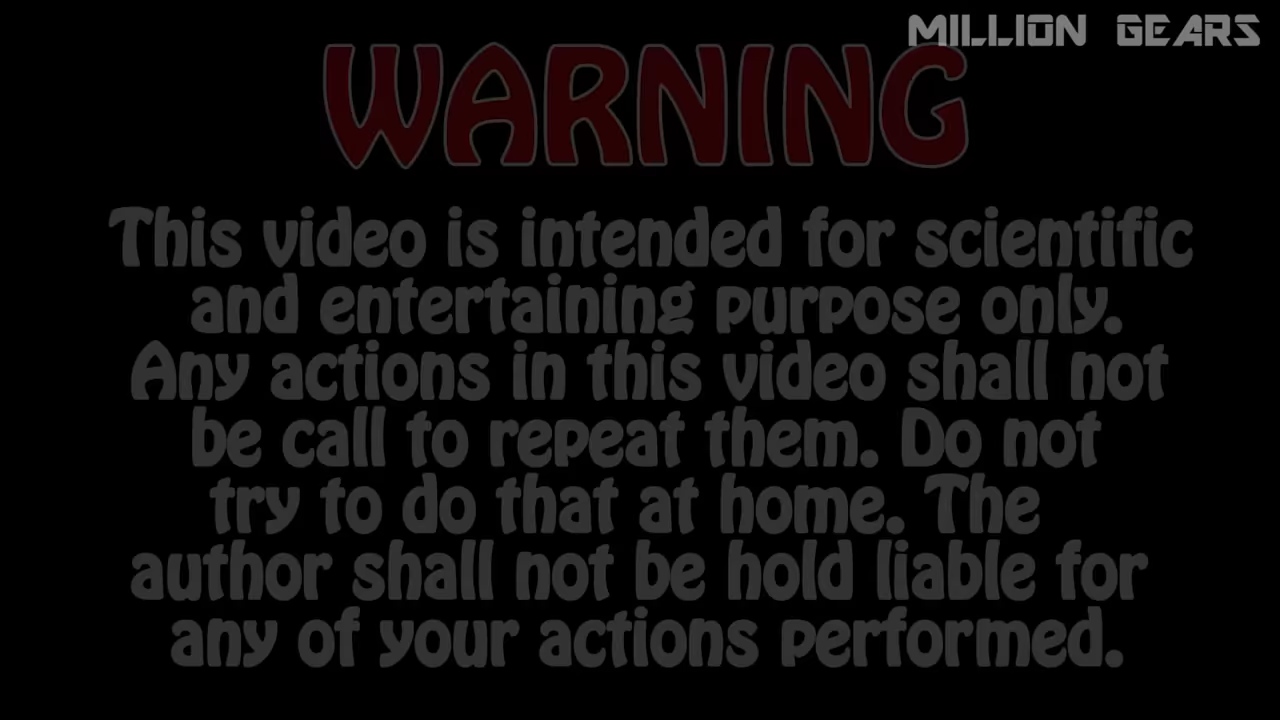 MILLION GEARS
WARNING
This video is intended for scientific
and entertaining purpose only.
Any actions in this video shall not
be call to repeat them. Do not
try to do that at home. The
author shall not be hold liable for
any of your actions performed.